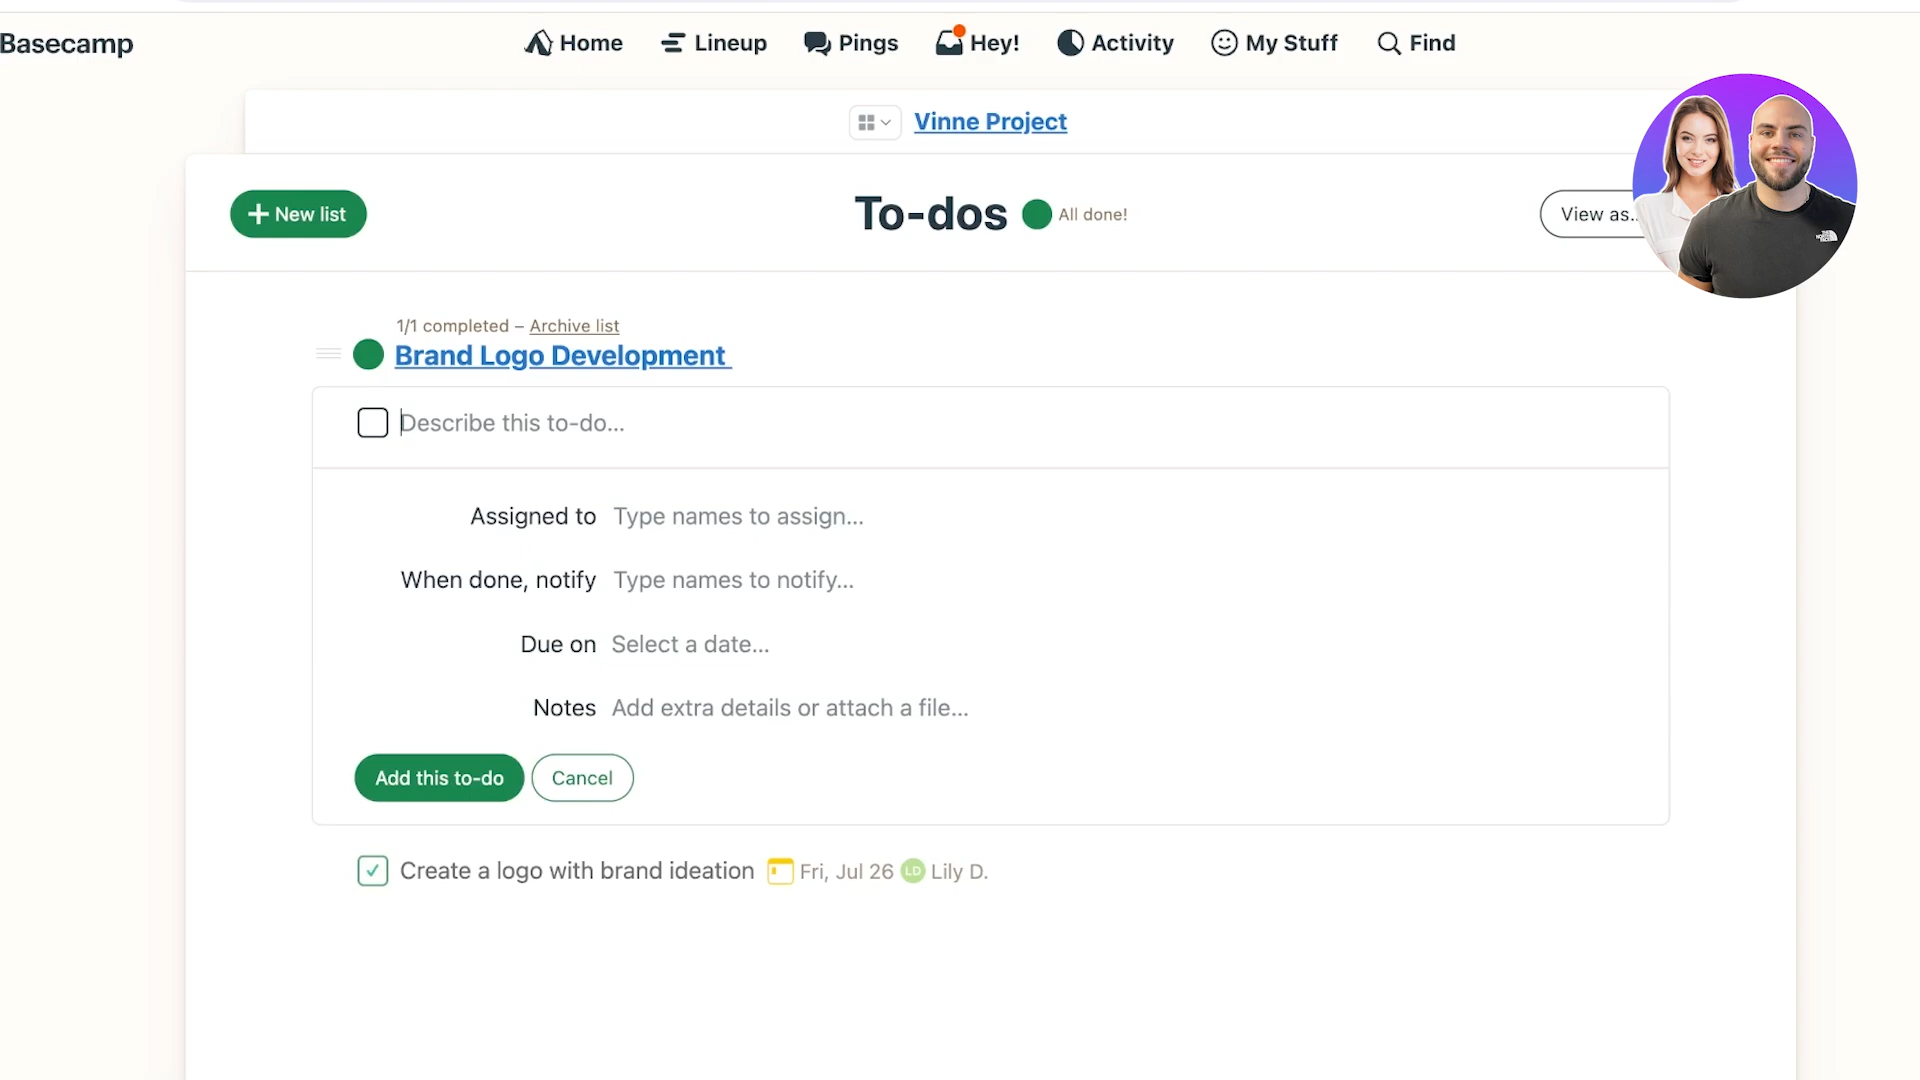 Basecamp
Home Lineup Pings Hey! Activity My Stuff Find
Vinne Project
New list
To-dos
All done!
View as...
1/1 completed – Archive list
Brand Logo Development
Describe this to-do...
Assigned to Type names to assign...
When done, notify Type names to notify...
Due on Select a date...
Notes Add extra details or attach a file...
Add this to-do Cancel
Create a logo with brand ideation Fri, Jul 26 LD Lily D.